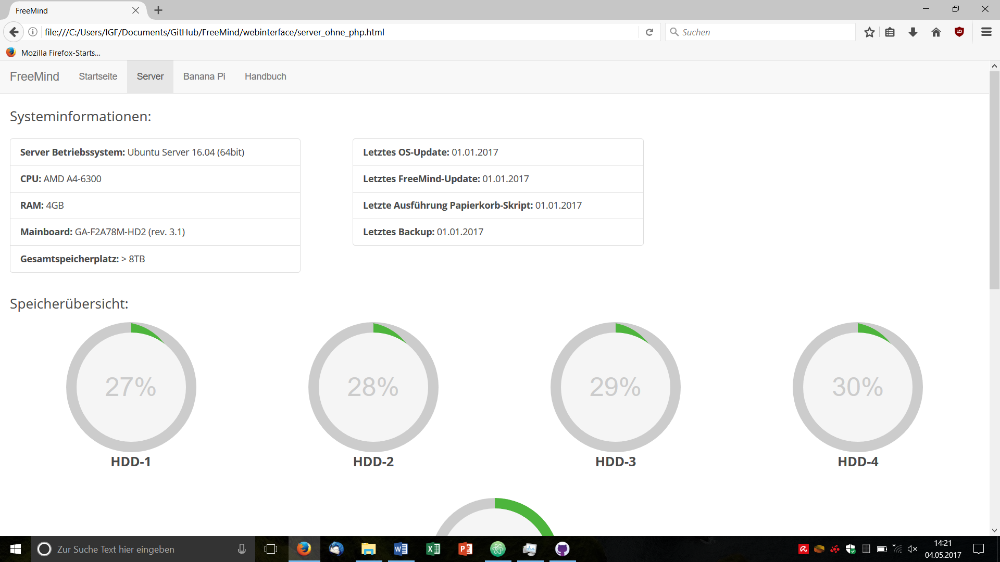 FreeMind
file:///C:/Users/IGF/Documents/GitHub/FreeMind/webinterface/server_ohne_php.html
Suchen
Mozilla Firefox-Starts...
FreeMind Startseite Server Banana Pi Handbuch
Systeminformationen:
Server Betriebssystem: Ubuntu Server 16.04 (64bit)
CPU: AMD A4-6300
RAM: 4GB
Mainboard: GA-F2A78M-HD2 (rev. 3.1)
Gesamtspeicherplatz: > 8TB
Letztes OS-Update: 01.01.2017
Letztes FreeMind-Update: 01.01.2017
Letzte Ausführung Papierkorb-Skript: 01.01.2017
Letztes Backup: 01.01.2017
Speicherübersicht:
27% 28% 29% 30%
HDD-1 HDD-2 HDD-3 HDD-4
Zur Suche Text hier eingeben
14:21
04.05.2017